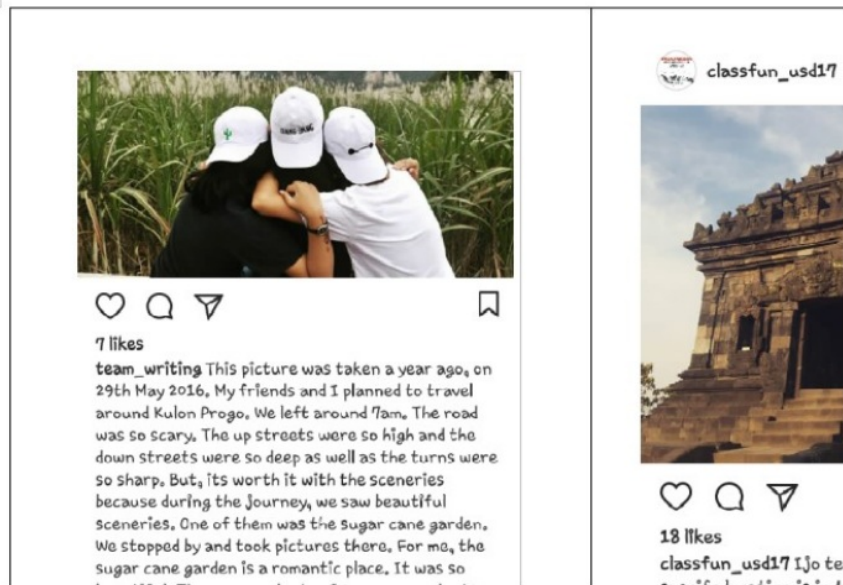 7 likes
team_writing This picture was taken a year ago, on
29th May 2016. My friends and I planned to travel
around Kulon Progo. We left around 7am. The road
was so scary. The up streets were so high and the
down streets were so deep as well as the turns were
so sharp. But, its worth it with the sceneries
because during the journey, we saw beautiful
sceneries. One of them was the sugar cane garden.
We stopped by and took pictures there. For me, the
sugar cane garden is a romantic place. It was so
classfun_usd17
18 likes
classfun_usd17 Ijo te